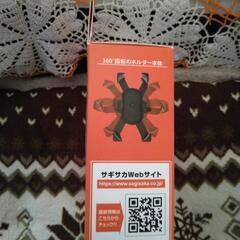 360°回転のホルダー本体
サギサカWebサイト
https://www.sagisaka.co.jp/
最新情報は
こちらから
チェック!!